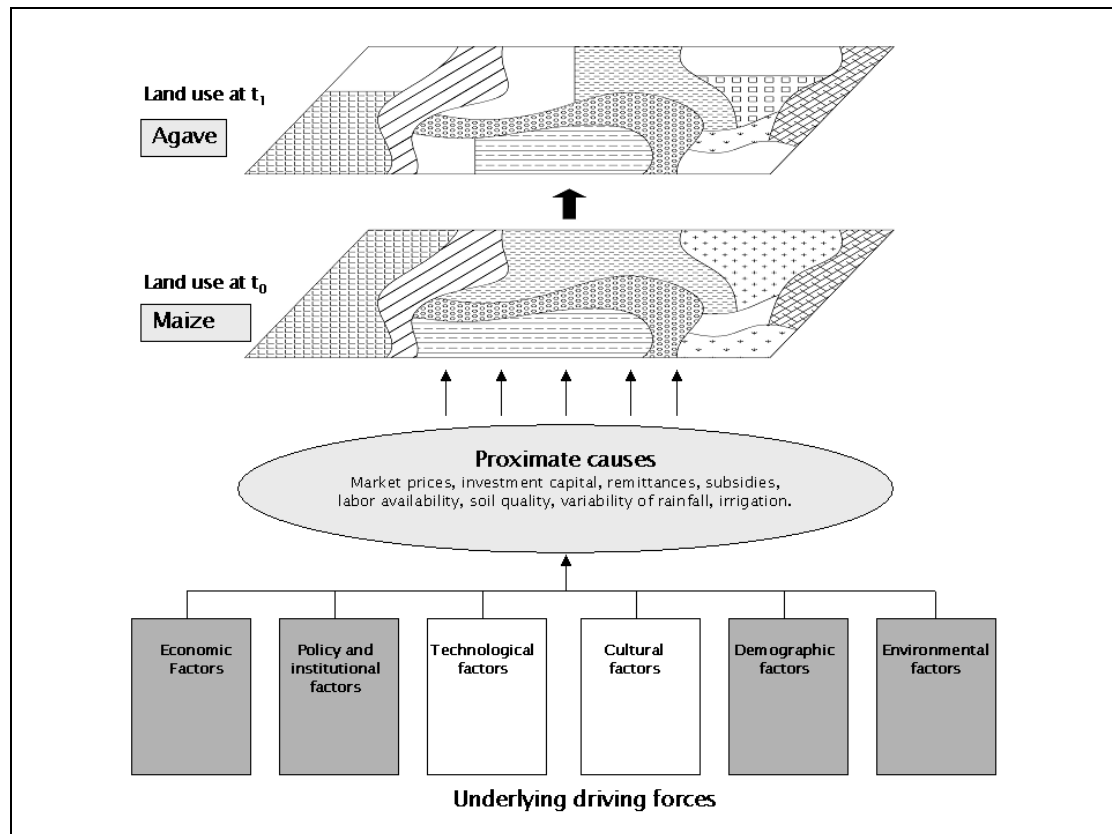 Land use at t₁
Agave
Land use at t₀
Maize
Proximate causes
Market prices, investment capital, remittances, subsidies,
labor availability, soil quality, variability of rainfall, irrigation.
Economic
Factors
Policy and
institutional
factors
Technological
factors
Cultural
factors
Demographic
factors
Environmental
factors
Underlying driving forces